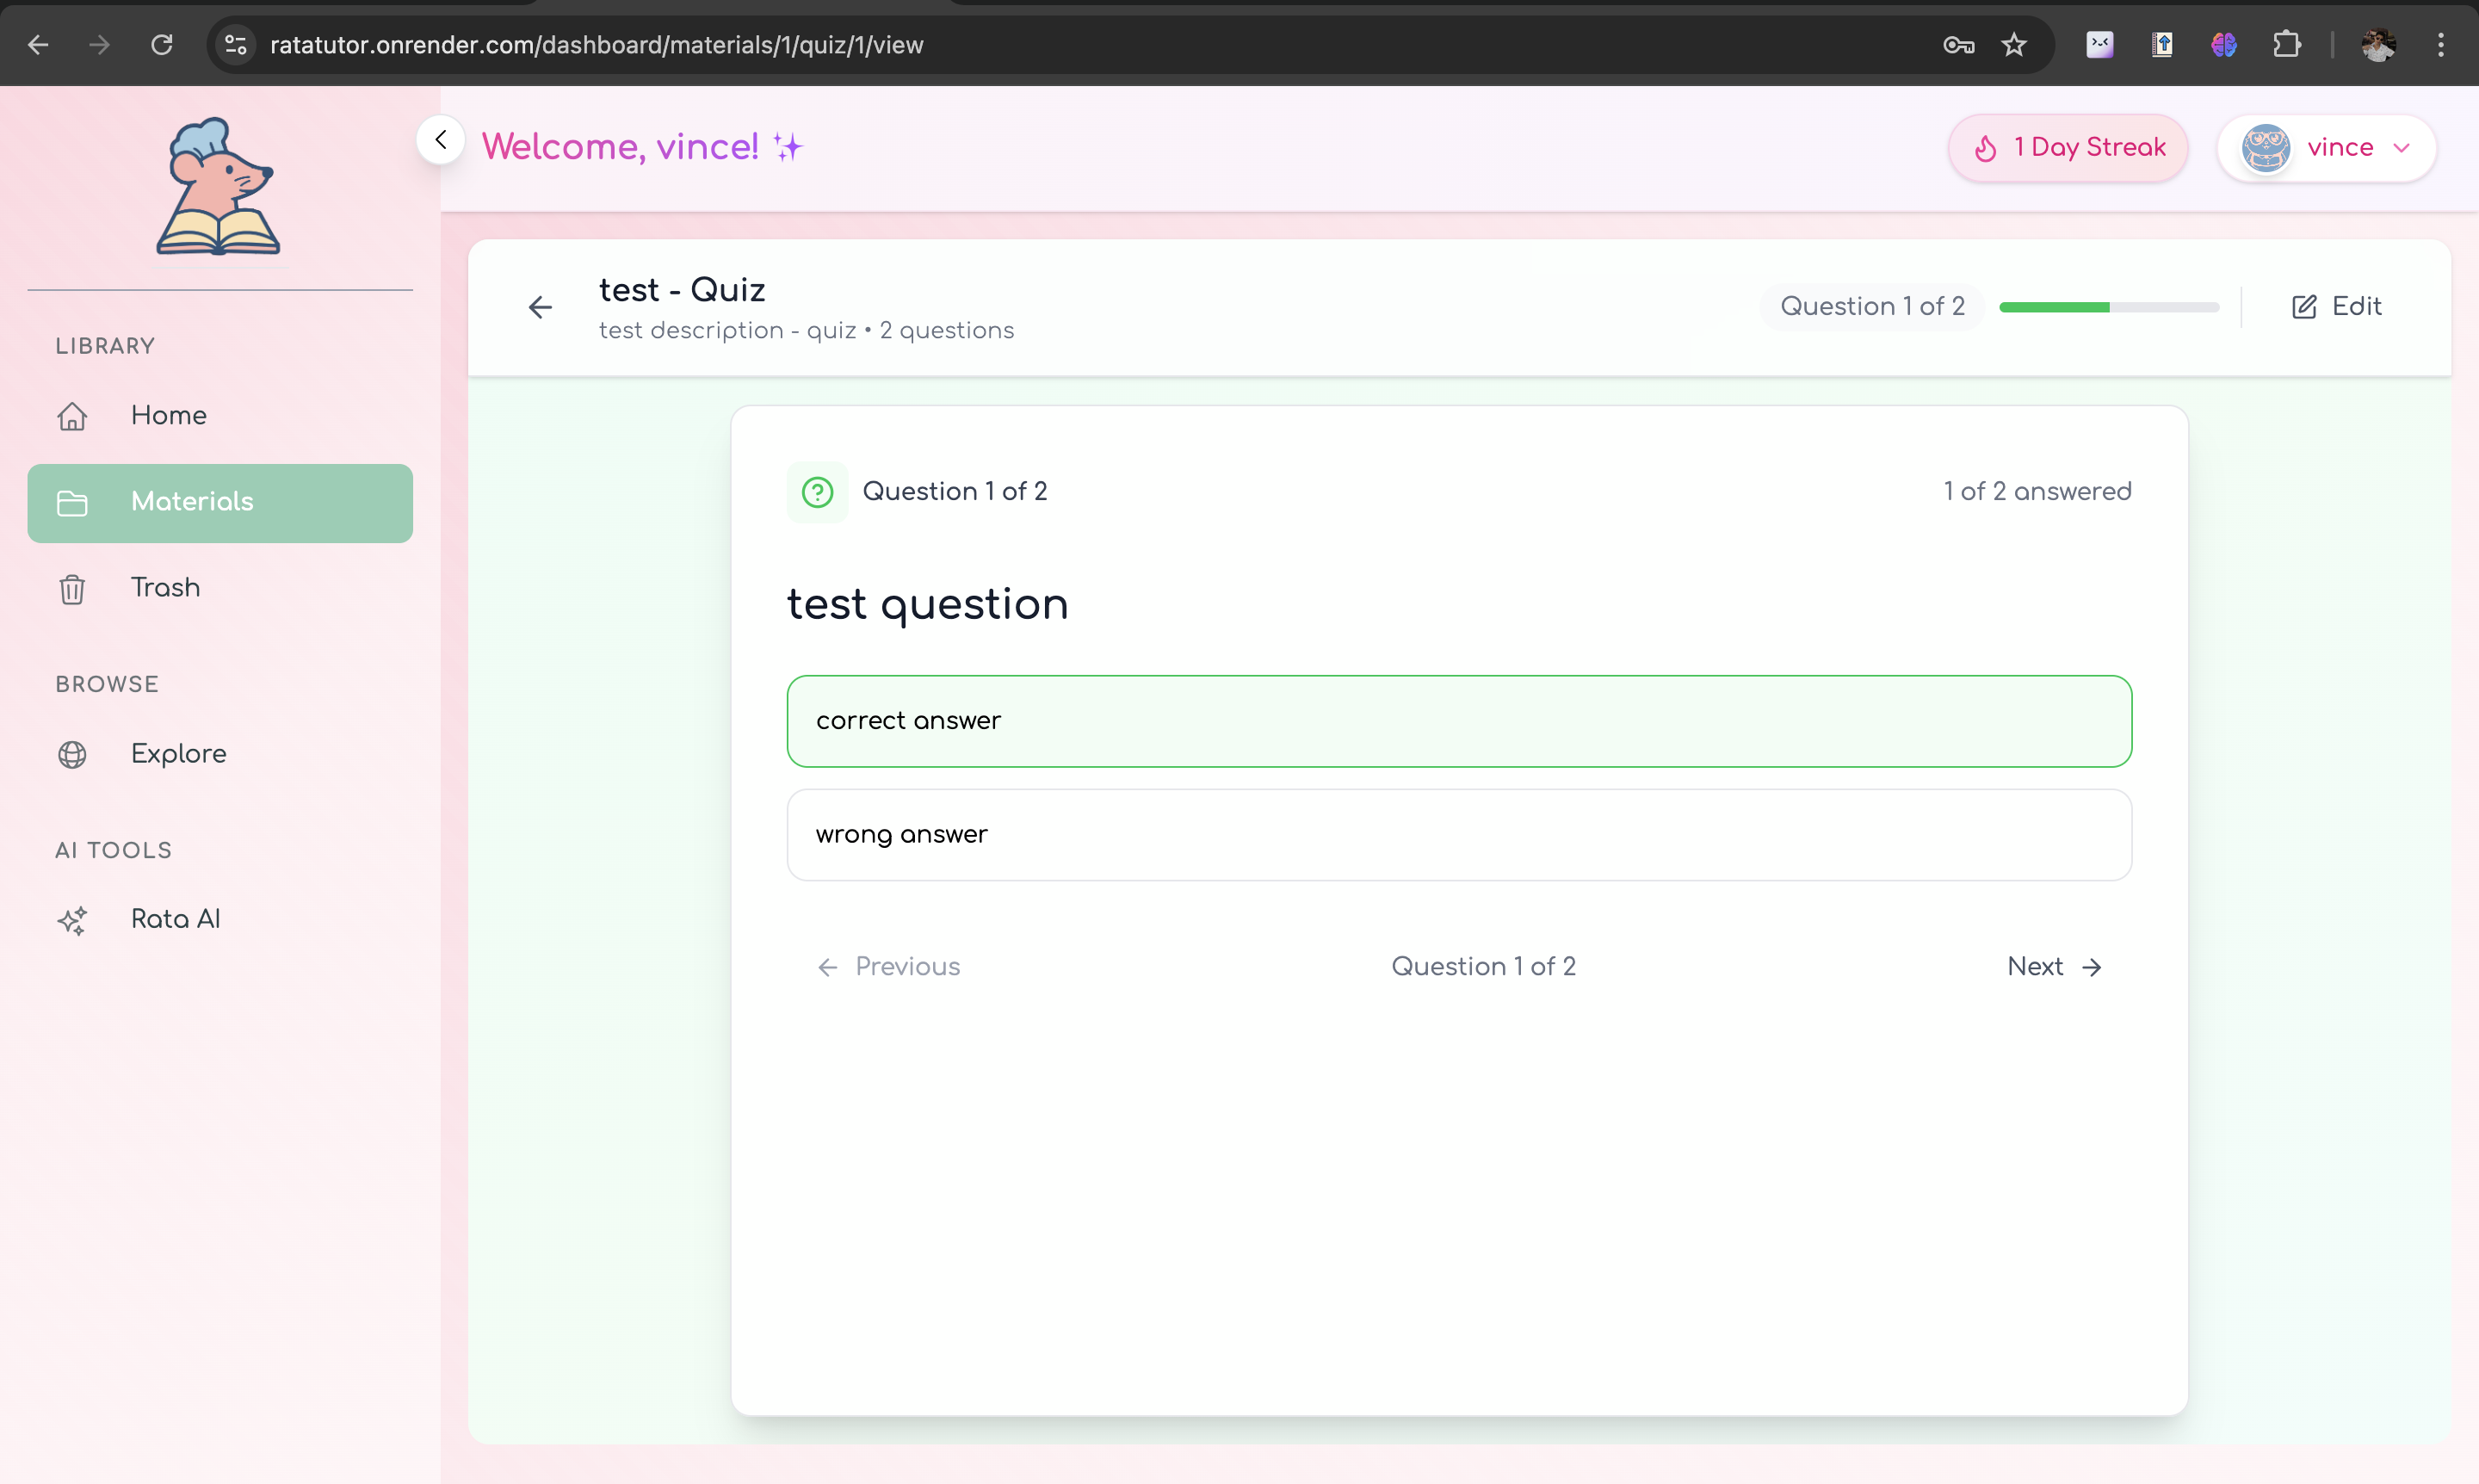 ratatutor.onrender.com/dashboard/materials/1/quiz/1/view
Welcome, vince! ✨
1 Day Streak
vince
LIBRARY
Home
Materials
Trash
BROWSE
Explore
AI TOOLS
Rata AI
test - Quiz
test description - quiz • 2 questions
Question 1 of 2
Edit
Question 1 of 2
1 of 2 answered
test question
correct answer
wrong answer
Previous
Question 1 of 2
Next